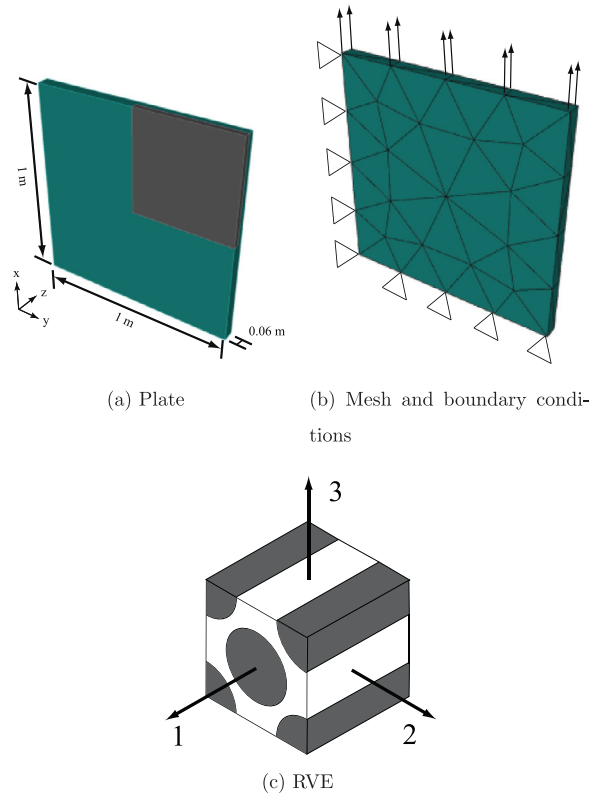 1 m
x
z
y
1 m
0.06 m
(a) Plate
(b) Mesh and boundary condi-
tions
3
1
2
(c) RVE